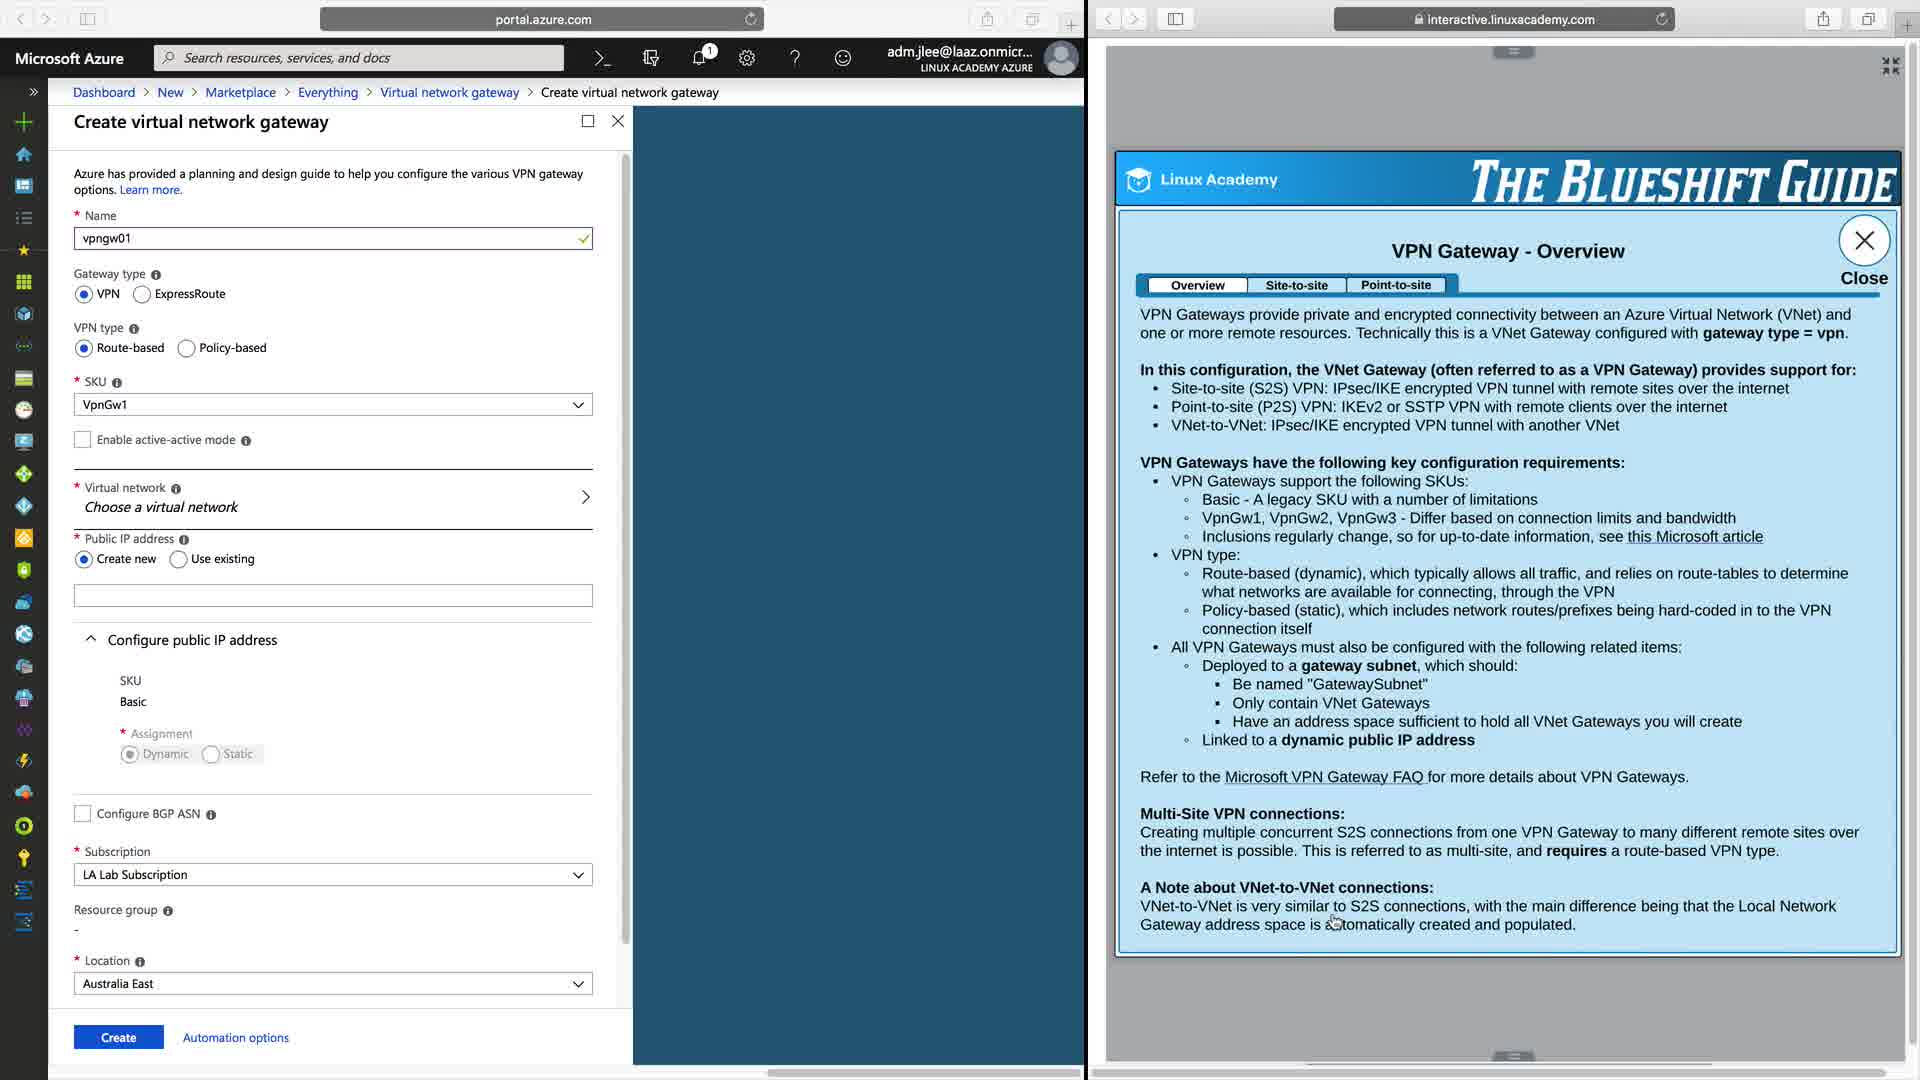 portal.azure.com
Microsoft Azure
Search resources, services, and docs
1
adm.jlee@laaz.onmicr...
LINUX ACADEMY AZURE
Dashboard > New > Marketplace > Everything > Virtual network gateway > Create virtual network gateway
Create virtual network gateway
Azure has provided a planning and design guide to help you configure the various VPN gateway
options. Learn more.
* Name
vpngw01
Gateway type
VPN ExpressRoute
VPN type
Route-based Policy-based
* SKU
VpnGw1
Enable active-active mode
* Virtual network
Choose a virtual network
* Public IP address
Create new Use existing
Configure public IP address
SKU
Basic
* Assignment
Dynamic Static
Configure BGP ASN
* Subscription
LA Lab Subscription
Resource group
-
* Location
Australia East
Create Automation options
interactive.linuxacademy.com
Linux Academy
THE BLUESHIFT GUIDE
VPN Gateway - Overview
Close
Overview Site-to-site Point-to-site
VPN Gateways provide private and encrypted connectivity between an Azure Virtual Network (VNet) and
one or more remote resources. Technically this is a VNet Gateway configured with gateway type = vpn.
In this configuration, the VNet Gateway (often referred to as a VPN Gateway) provides support for:
• Site-to-site (S2S) VPN: IPsec/IKE encrypted VPN tunnel with remote sites over the internet
• Point-to-site (P2S) VPN: IKEv2 or SSTP VPN with remote clients over the internet
• VNet-to-VNet: IPsec/IKE encrypted VPN tunnel with another VNet
VPN Gateways have the following key configuration requirements:
• VPN Gateways support the following SKUs:
◦ Basic - A legacy SKU with a number of limitations
◦ VpnGw1, VpnGw2, VpnGw3 - Differ based on connection limits and bandwidth
◦ Inclusions regularly change, so for up-to-date information, see this Microsoft article
• VPN type:
◦ Route-based (dynamic), which typically allows all traffic, and relies on route-tables to determine
what networks are available for connecting, through the VPN
◦ Policy-based (static), which includes network routes/prefixes being hard-coded in to the VPN
connection itself
• All VPN Gateways must also be configured with the following related items:
◦ Deployed to a gateway subnet, which should:
▪ Be named "GatewaySubnet"
▪ Only contain VNet Gateways
▪ Have an address space sufficient to hold all VNet Gateways you will create
◦ Linked to a dynamic public IP address
Refer to the Microsoft VPN Gateway FAQ for more details about VPN Gateways.
Multi-Site VPN connections:
Creating multiple concurrent S2S connections from one VPN Gateway to many different remote sites over
the internet is possible. This is referred to as multi-site, and requires a route-based VPN type.
A Note about VNet-to-VNet connections:
VNet-to-VNet is very similar to S2S connections, with the main difference being that the Local Network
Gateway address space is automatically created and populated.